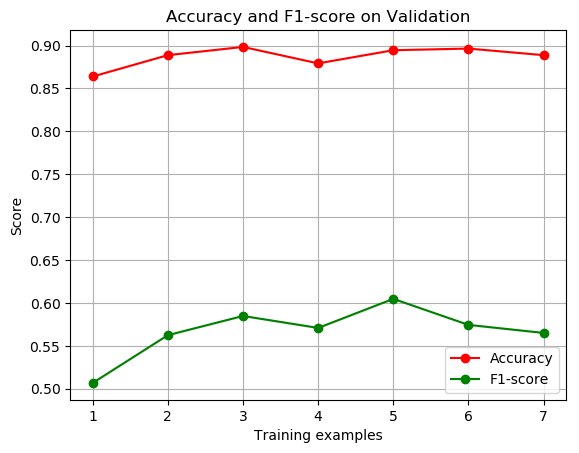 Accuracy and F1-score on Validation
Score
0.90
0.85
0.80
0.75
0.70
0.65
0.60
0.55
0.50
1 2 3 4 5 6 7
Training examples
Accuracy
F1-score